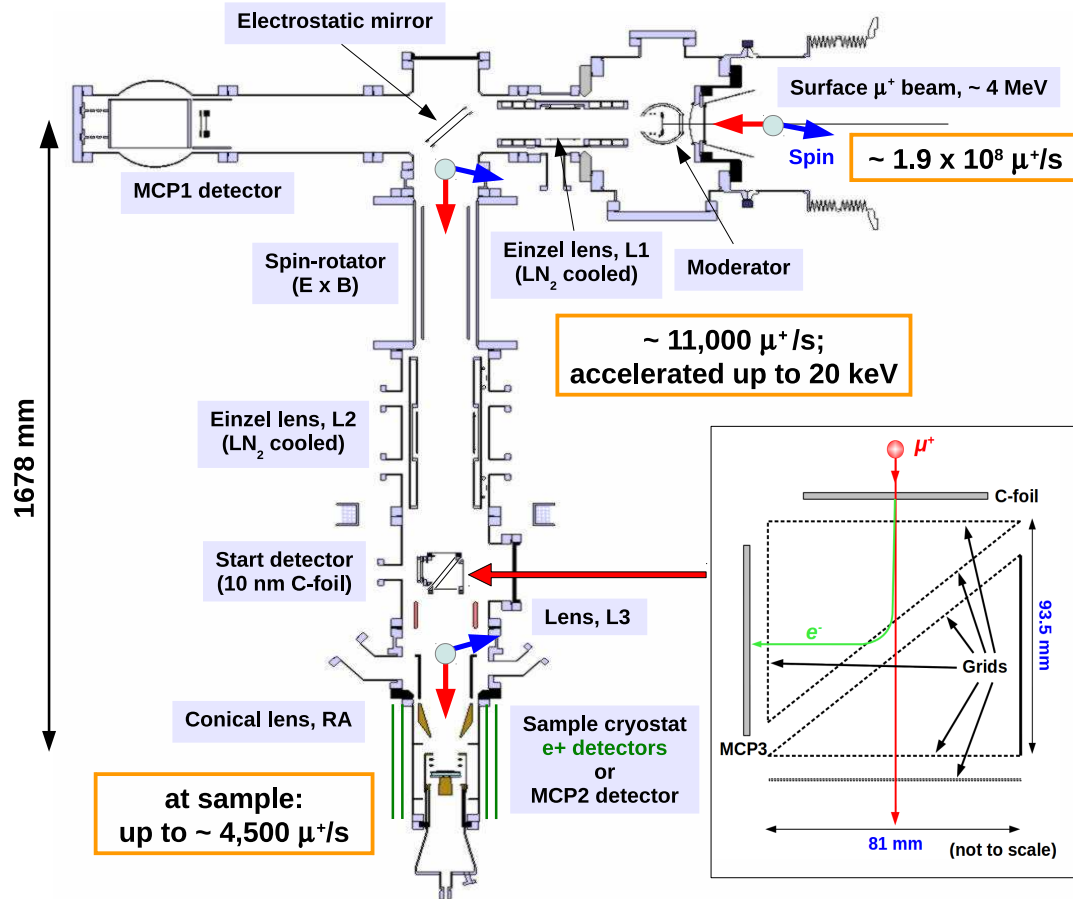 Electrostatic mirror
Surface μ⁺ beam, ~ 4 MeV
Spin
~ 1.9 x 10⁸ μ⁺/s
MCP1 detector
Spin-rotator
(E x B)
Einzel lens, L1
(LN₂ cooled)
Moderator
~ 11,000 μ⁺/s;
accelerated up to 20 keV
1678 mm
Einzel lens, L2
(LN₂ cooled)
Start detector
(10 nm C-foil)
Lens, L3
Conical lens, RA
Sample cryostat
e+ detectors
or
MCP2 detector
at sample:
up to ~ 4,500 μ⁺/s
μ⁺
C-foil
e⁻
Grids
93.5 mm
MCP3
81 mm
(not to scale)